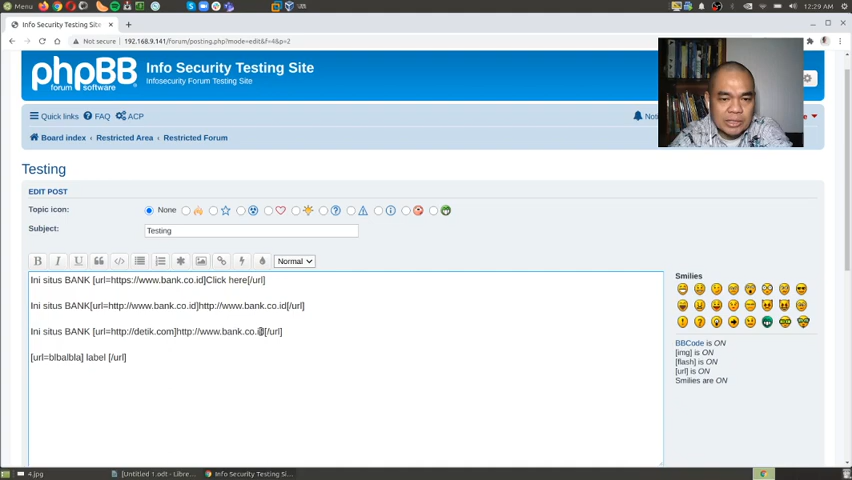 Menu
12:29 AM
Info Security Testing Site
Not secure
192.168.9.141/forum/posting.php?mode=edit&f=4&p=2
phpBB
forum software
Info Security Testing Site
Infosecurity Forum Testing Site
Quick links
FAQ
ACP
Board index
Restricted Area
Restricted Forum
Testing
EDIT POST
Topic icon:
None
Subject:
Testing
B
I
U
Normal
Ini situs BANK [url=https://www.bank.co.id]Click here[/url]
Ini situs BANK[url=http://www.bank.co.id]http://www.bank.co.id[/url]
Ini situs BANK [url=http://detik.com]http://www.bank.co.id[/url]
[url=blbalbla] label [/url]
Smilies
BBCode is ON
[img] is ON
[flash] is ON
[url] is ON
Smilies are ON
4.jpg
[Untitled 1.odt - Libre...
Info Security Testing Si...